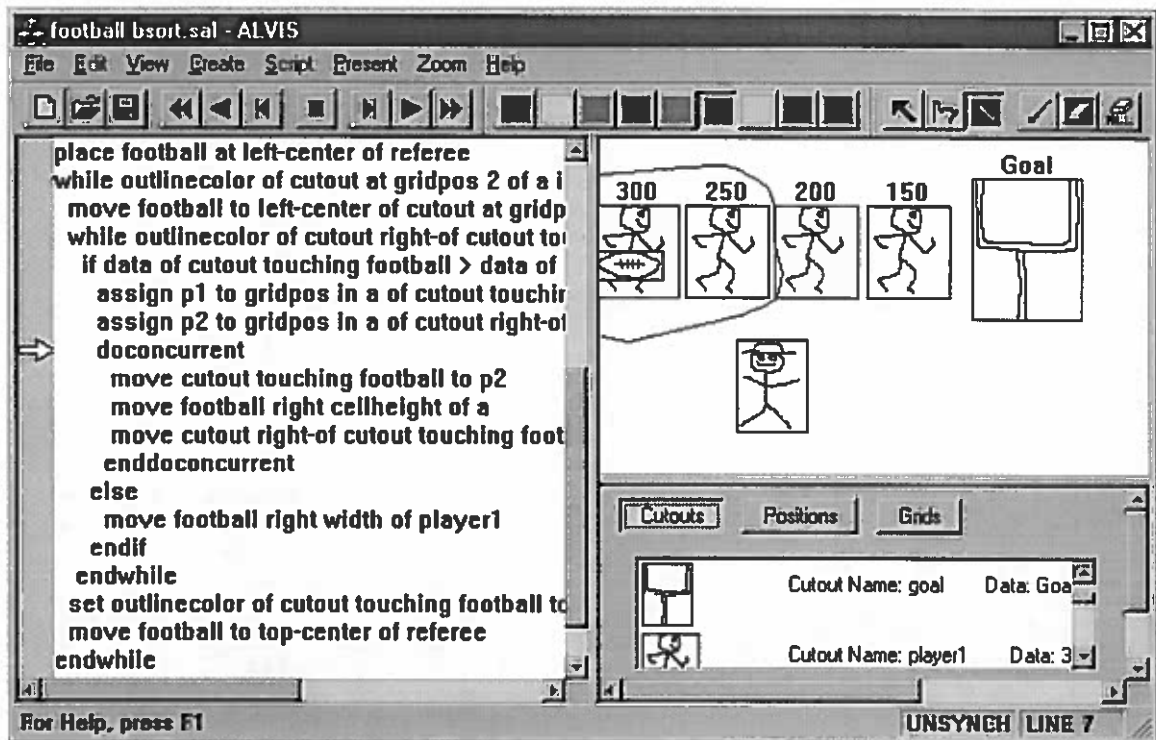 football bsort.sal - ALVIS
File Edit View Create Script Present Zoom Help
place football at left-center of referee
while outlinecolor of cutout at gridpos 2 of a i
move football to left-center of cutout at gridp
while outlinecolor of cutout right-of cutout to
if data of cutout touching football > data of
assign p1 to gridpos in a of cutout touchin
assign p2 to gridpos in a of cutout right-of
doconcurrent
move cutout touching football to p2
move football right cellheight of a
move cutout right-of cutout touching foot
enddoconcurrent
else
move football right width of player1
endif
endwhile
set outlinecolor of cutout touching football to
move football to top-center of referee
endwhile
Goal
300 250 200 150
Cutouts Positions Grids
Cutout Name: goal Data: Goa
Cutout Name: player1 Data: 3
For Help, press F1 UNSYNCH LINE 7